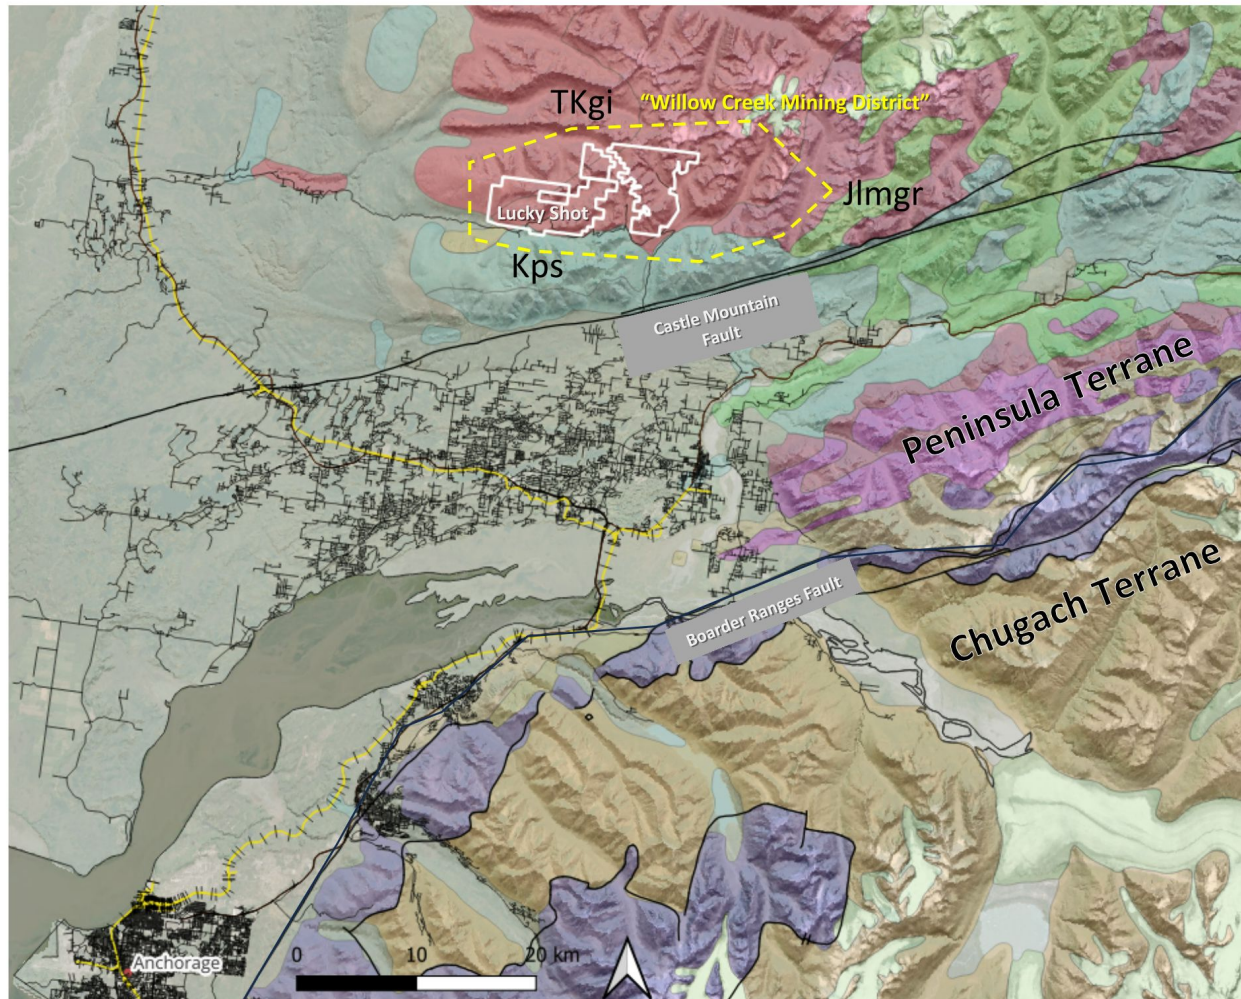 TKgi
“Willow Creek Mining District”
Jlmgr
Lucky Shot
Kps
Castle Mountain
Fault
Peninsula Terrane
Boarder Ranges Fault
Chugach Terrane
0 10 20 km
Anchorage